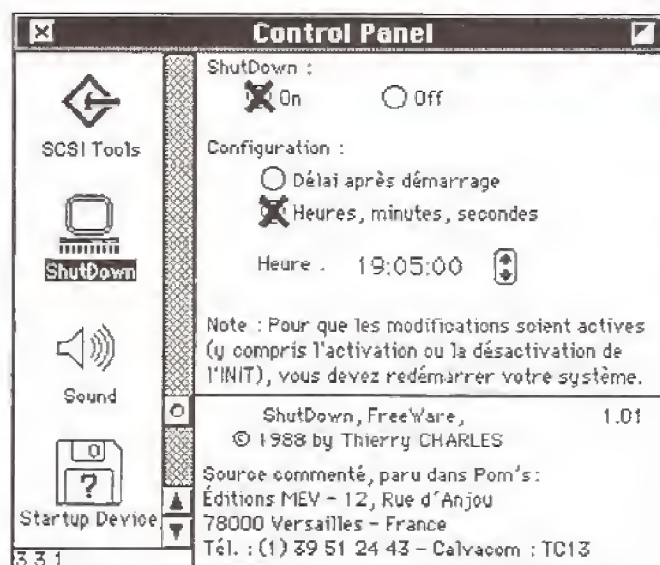 Control Panel
SCSI Tools
ShutDown
Sound
Startup Device
3.3.1
ShutDown :
On Off
Configuration :
Délai après démarrage
Heures, minutes, secondes
Heure : 19:05:00
Note : Pour que les modifications soient actives
(y compris l'activation ou la désactivation de
l'INIT), vous devez redémarrer votre système.
ShutDown, FreeWare, 1.01
© 1988 by Thierry CHARLES
Source commenté, paru dans Pom's :
Éditions MEV - 12, Rue d'Anjou
78000 Versailles - France
Tél. : (1) 39 51 24 43 - Calvacom : TC13